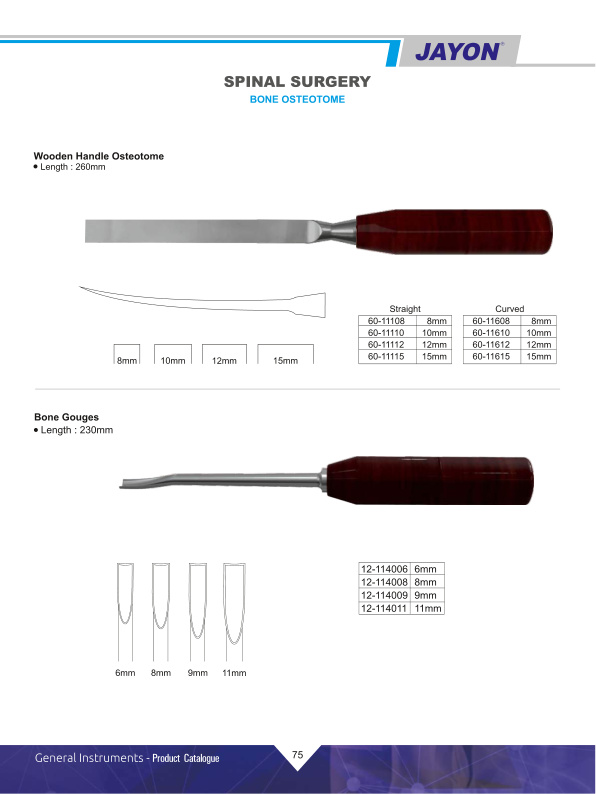 JAYON®
SPINAL SURGERY
BONE OSTEOTOME
Wooden Handle Osteotome
• Length : 260mm
8mm 10mm 12mm 15mm
Straight
60-11108 8mm
60-11110 10mm
60-11112 12mm
60-11115 15mm
Curved
60-11608 8mm
60-11610 10mm
60-11612 12mm
60-11615 15mm
Bone Gouges
• Length : 230mm
6mm 8mm 9mm 11mm
12-114006 6mm
12-114008 8mm
12-114009 9mm
12-114011 11mm
General Instruments - Product Catalogue
75